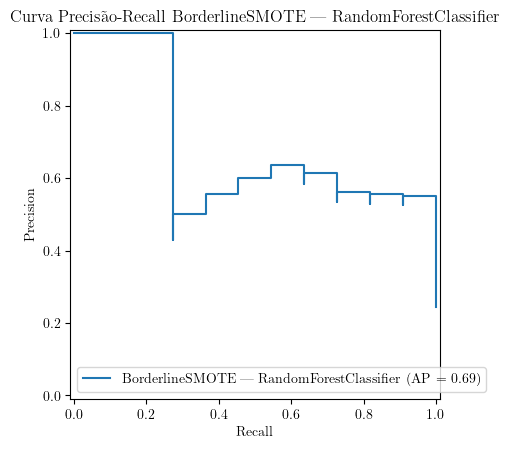 Curva Precisão-Recall BorderlineSMOTE — RandomForestClassifier
1.0
0.8
0.6
0.4
0.2
0.0
Precision
BorderlineSMOTE — RandomForestClassifier (AP = 0.69)
0.0 0.2 0.4 0.6 0.8 1.0
Recall